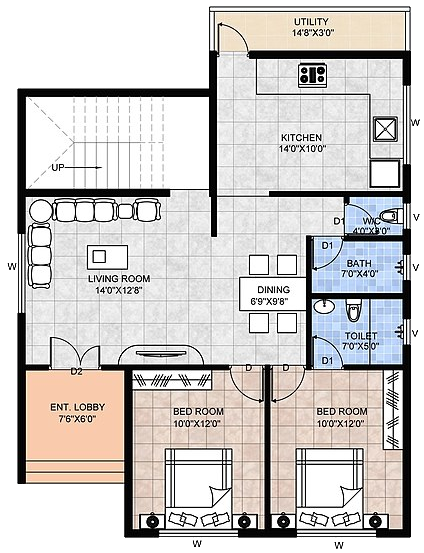 UTILITY
14'8"X3'0"
KITCHEN
14'0"X10'0"
W
UP
D1
W/C
4'0"X3'0"
V
W
LIVING ROOM
14'0"X12'8"
D1
BATH
7'0"X4'0"
V
DINING
6'9"X9'8"
TOILET
7'0"X5'0"
V
D1
D2
D
D
ENT. LOBBY
7'6"X6'0"
BED ROOM
10'0"X12'0"
BED ROOM
10'0"X12'0"
W
W